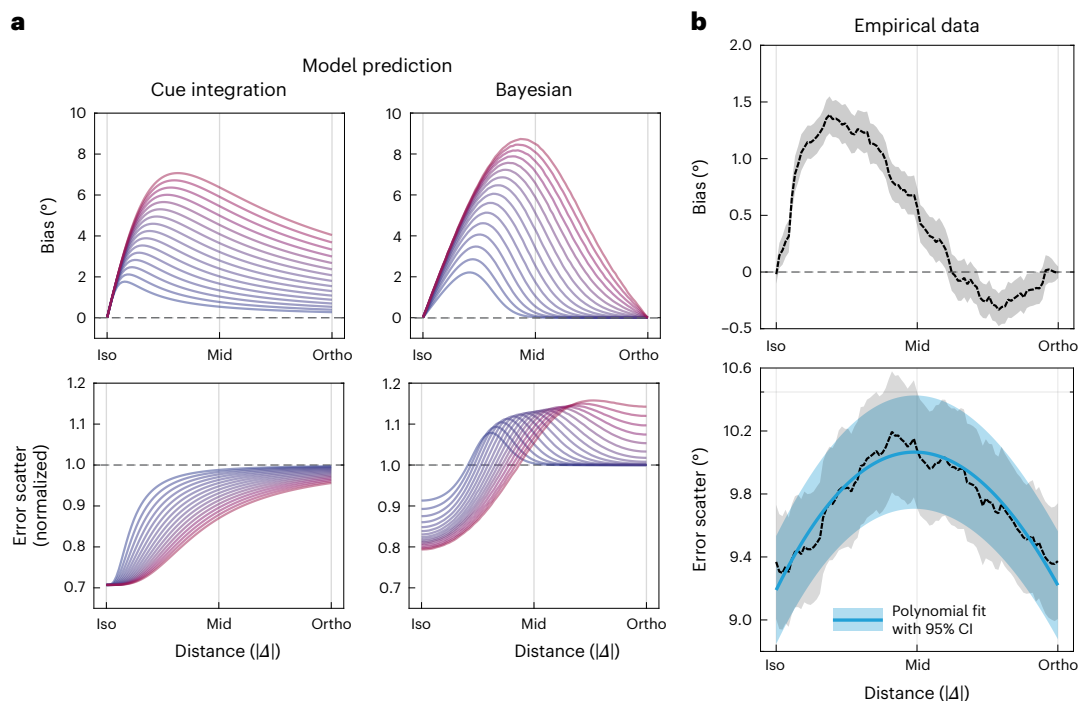 a
Model prediction
Cue integration
Bayesian
Bias (°)
10
8
6
4
2
0
Iso
Mid
Ortho
10
8
6
4
2
0
Iso
Mid
Ortho
Error scatter
(normalized)
1.2
1.1
1.0
0.9
0.8
0.7
Iso
Mid
Ortho
Distance (|Δ|)
1.2
1.1
1.0
0.9
0.8
0.7
Iso
Mid
Ortho
Distance (|Δ|)
b
Empirical data
Bias (°)
2.0
1.5
1.0
0.5
0
–0.5
Iso
Mid
Ortho
Error scatter (°)
10.6
10.2
9.8
9.4
9.0
Polynomial fit
with 95% CI
Iso
Mid
Ortho
Distance (|Δ|)